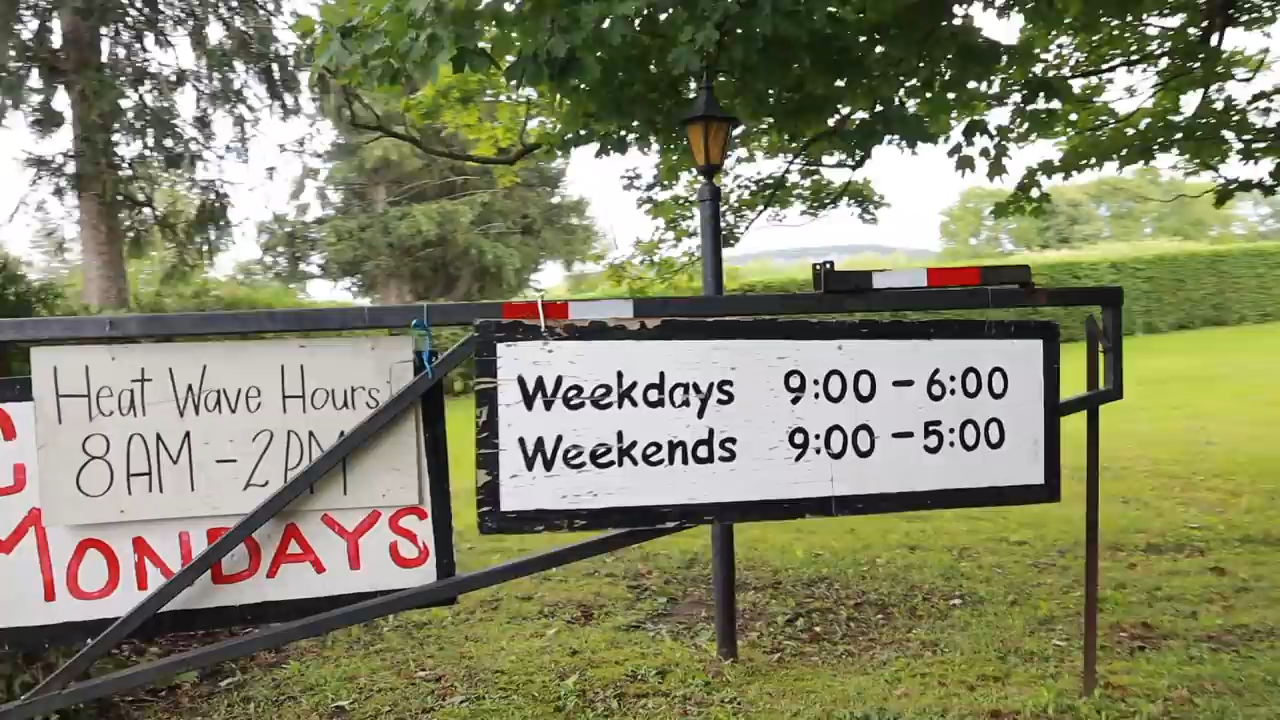 Heat Wave Hours
8AM-2PM
MONDAYS
Weekdays 9:00-6:00
Weekends 9:00-5:00